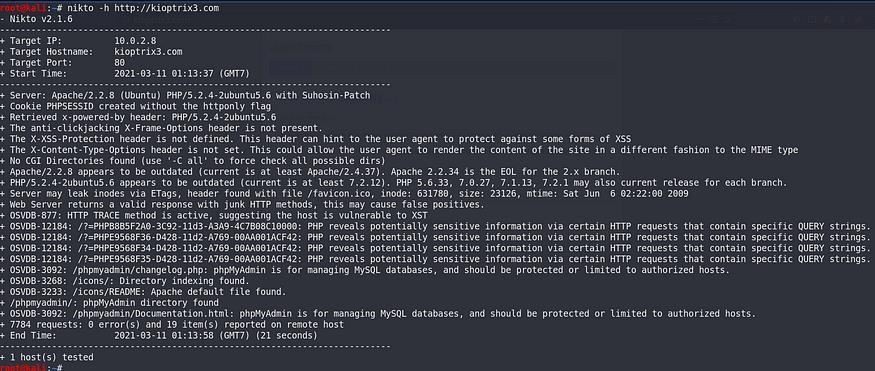 root@kali:~# nikto -h http://kioptrix3.com
- Nikto v2.1.6
---------------------------------------------------------------------------
+ Target IP:          10.0.2.8
+ Target Hostname:    kioptrix3.com
+ Target Port:        80
+ Start Time:         2021-03-11 01:13:37 (GMT7)
---------------------------------------------------------------------------
+ Server: Apache/2.2.8 (Ubuntu) PHP/5.2.4-2ubuntu5.6 with Suhosin-Patch
+ Cookie PHPSESSID created without the httponly flag
+ Retrieved x-powered-by header: PHP/5.2.4-2ubuntu5.6
+ The anti-clickjacking X-Frame-Options header is not present.
+ The X-XSS-Protection header is not defined. This header can hint to the user agent to protect against some forms of XSS
+ The X-Content-Type-Options header is not set. This could allow the user agent to render the content of the site in a different fashion to the MIME type
+ No CGI Directories found (use '-C all' to force check all possible dirs)
+ Apache/2.2.8 appears to be outdated (current is at least Apache/2.4.37). Apache 2.2.34 is the EOL for the 2.x branch.
+ PHP/5.2.4-2ubuntu5.6 appears to be outdated (current is at least 7.2.12). PHP 5.6.33, 7.0.27, 7.1.13, 7.2.1 may also current release for each branch.
+ Server may leak inodes via ETags, header found with file /favicon.ico, inode: 631780, size: 23126, mtime: Sat Jun  6 02:22:00 2009
+ Web Server returns a valid response with junk HTTP methods, this may cause false positives.
+ OSVDB-877: HTTP TRACE method is active, suggesting the host is vulnerable to XST
+ OSVDB-12184: /?=PHPB8B5F2A0-3C92-11d3-A3A9-4C7B08C10000: PHP reveals potentially sensitive information via certain HTTP requests that contain specific QUERY strings.
+ OSVDB-12184: /?=PHPE9568F36-D428-11d2-A769-00AA001ACF42: PHP reveals potentially sensitive information via certain HTTP requests that contain specific QUERY strings.
+ OSVDB-12184: /?=PHPE9568F34-D428-11d2-A769-00AA001ACF42: PHP reveals potentially sensitive information via certain HTTP requests that contain specific QUERY strings.
+ OSVDB-12184: /?=PHPE9568F35-D428-11d2-A769-00AA001ACF42: PHP reveals potentially sensitive information via certain HTTP requests that contain specific QUERY strings.
+ OSVDB-3092: /phpmyadmin/changelog.php: phpMyAdmin is for managing MySQL databases, and should be protected or limited to authorized hosts.
+ OSVDB-3268: /icons/: Directory indexing found.
+ OSVDB-3233: /icons/README: Apache default file found.
+ /phpmyadmin/: phpMyAdmin directory found
+ OSVDB-3092: /phpmyadmin/Documentation.html: phpMyAdmin is for managing MySQL databases, and should be protected or limited to authorized hosts.
+ 7784 requests: 0 error(s) and 19 item(s) reported on remote host
+ End Time:           2021-03-11 01:13:58 (GMT7) (21 seconds)
---------------------------------------------------------------------------
+ 1 host(s) tested
root@kali:~#